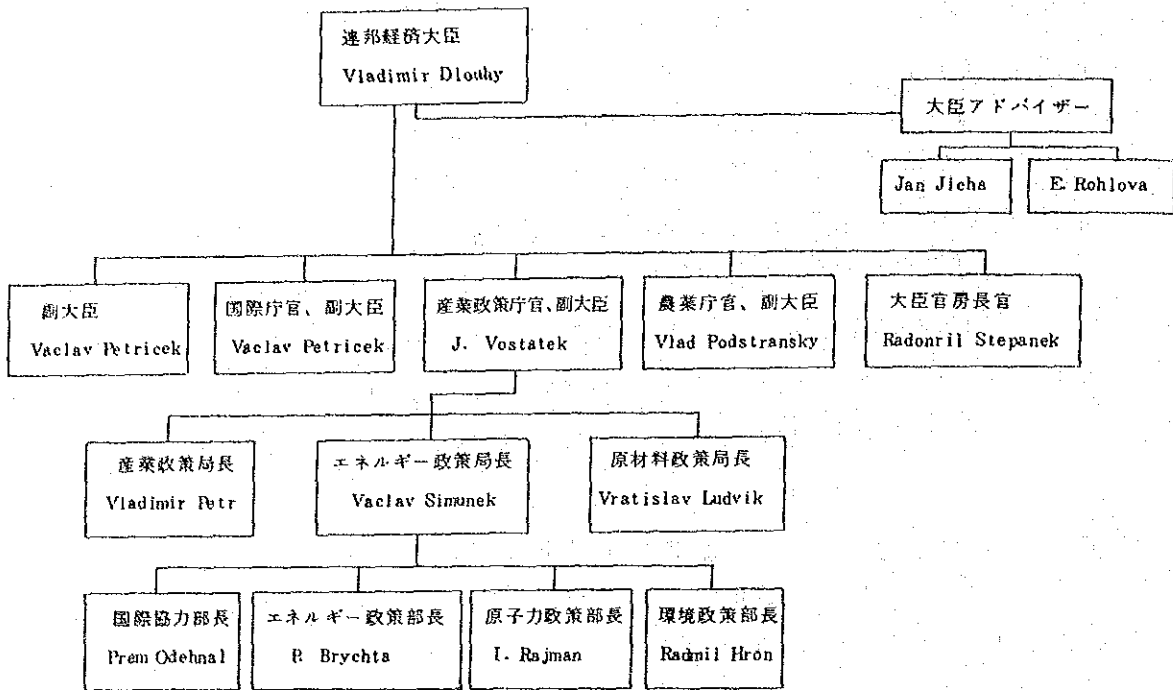 連邦経済大臣
Vladimir Dlouhy
大臣アドバイザー
Jan Jicha
E. Rohlova
副大臣
Vaclav Petricek
国際庁官、副大臣
Vaclav Petricek
産業政策庁官、副大臣
J. Vostatek
農業庁官、副大臣
Vlad Podstransky
大臣官房長官
Radonril Stepanek
産業政策局長
Vladimir Petr
エネルギー政策局長
Vaclav Simunek
原材料政策局長
Vratislav Ludvik
国際協力部長
Prem Odehnal
エネルギー政策部長
P. Brychta
原子力政策部長
I. Rajman
環境政策部長
Radmil Hron